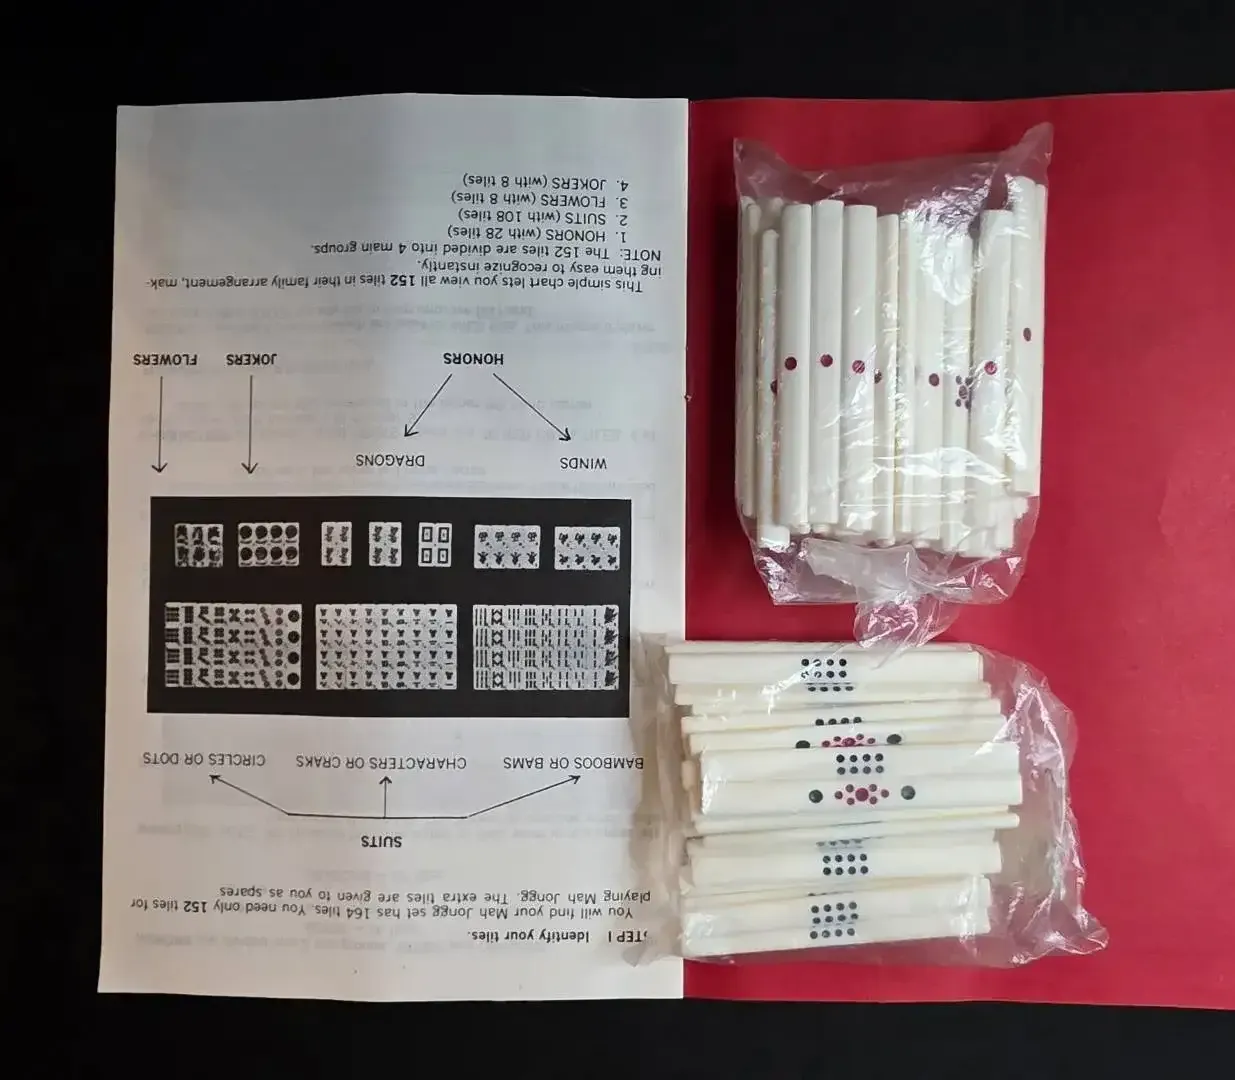 STEP I Identify your tiles.
You will find your Mah Jongg set has 164 tiles. You need only 152 tiles for
playing Mah Jongg. The extra tiles are given to you as spares
SUITS
BAMBOOS OR BAMS CHARACTERS OR CRAKS CIRCLES OR DOTS
WINDS DRAGONS
HONORS JOKERS FLOWERS
This simple chart lets you view all 152 tiles in their family arrangement, mak-
ing them easy to recognize instantly.
NOTE: The 152 tiles are divided into 4 main groups.
1. HONORS (with 28 tiles)
2. SUITS (with 108 tiles)
3. FLOWERS (with 8 tiles)
4. JOKERS (with 8 tiles)